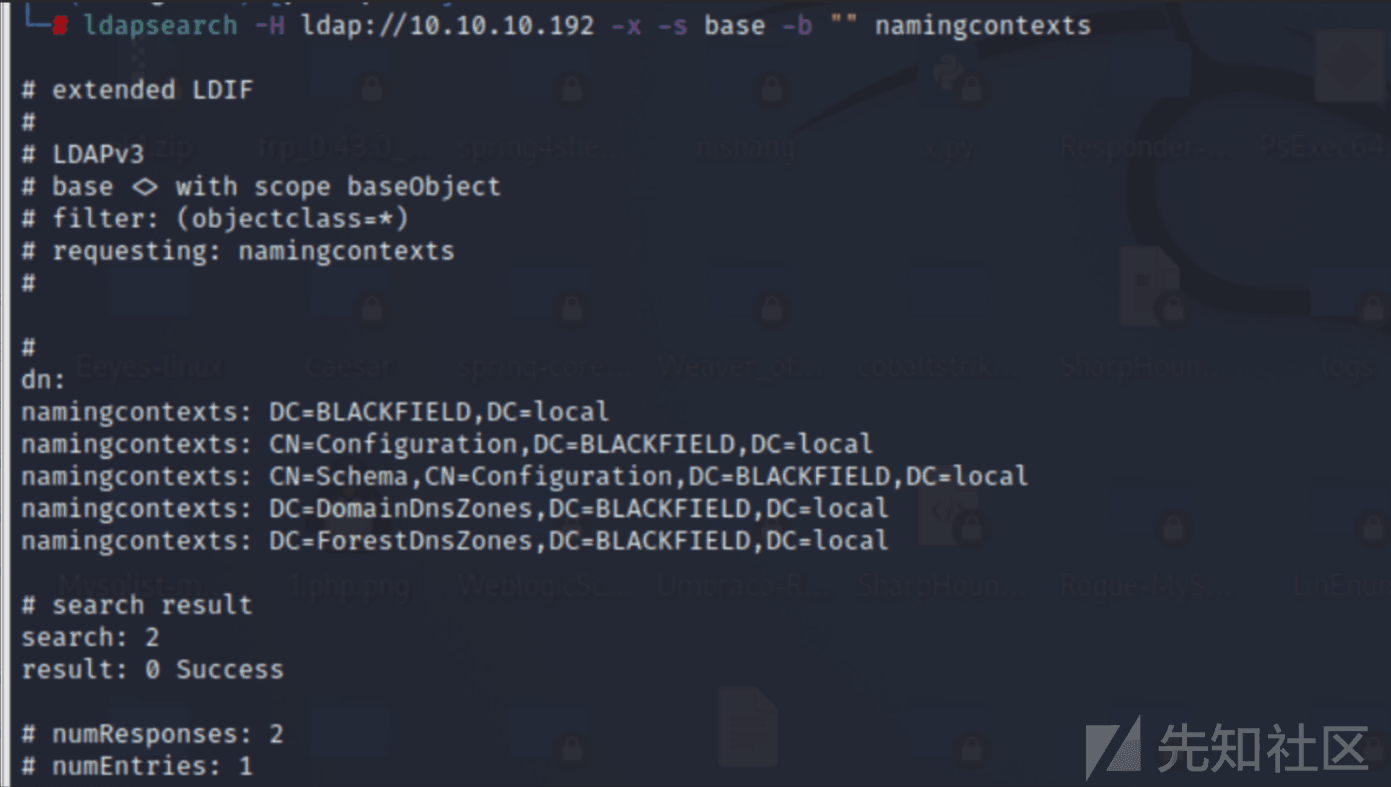 └─# ldapsearch -H ldap://10.10.10.192 -x -s base -b "" namingcontexts
# extended LDIF
#
# LDAPv3
# base <> with scope baseObject
# filter: (objectclass=*)
# requesting: namingcontexts
#
#
dn:
namingcontexts: DC=BLACKFIELD,DC=local
namingcontexts: CN=Configuration,DC=BLACKFIELD,DC=local
namingcontexts: CN=Schema,CN=Configuration,DC=BLACKFIELD,DC=local
namingcontexts: DC=DomainDnsZones,DC=BLACKFIELD,DC=local
namingcontexts: DC=ForestDnsZones,DC=BLACKFIELD,DC=local
# search result
search: 2
result: 0 Success
# numResponses: 2
# numEntries: 1
先知社区